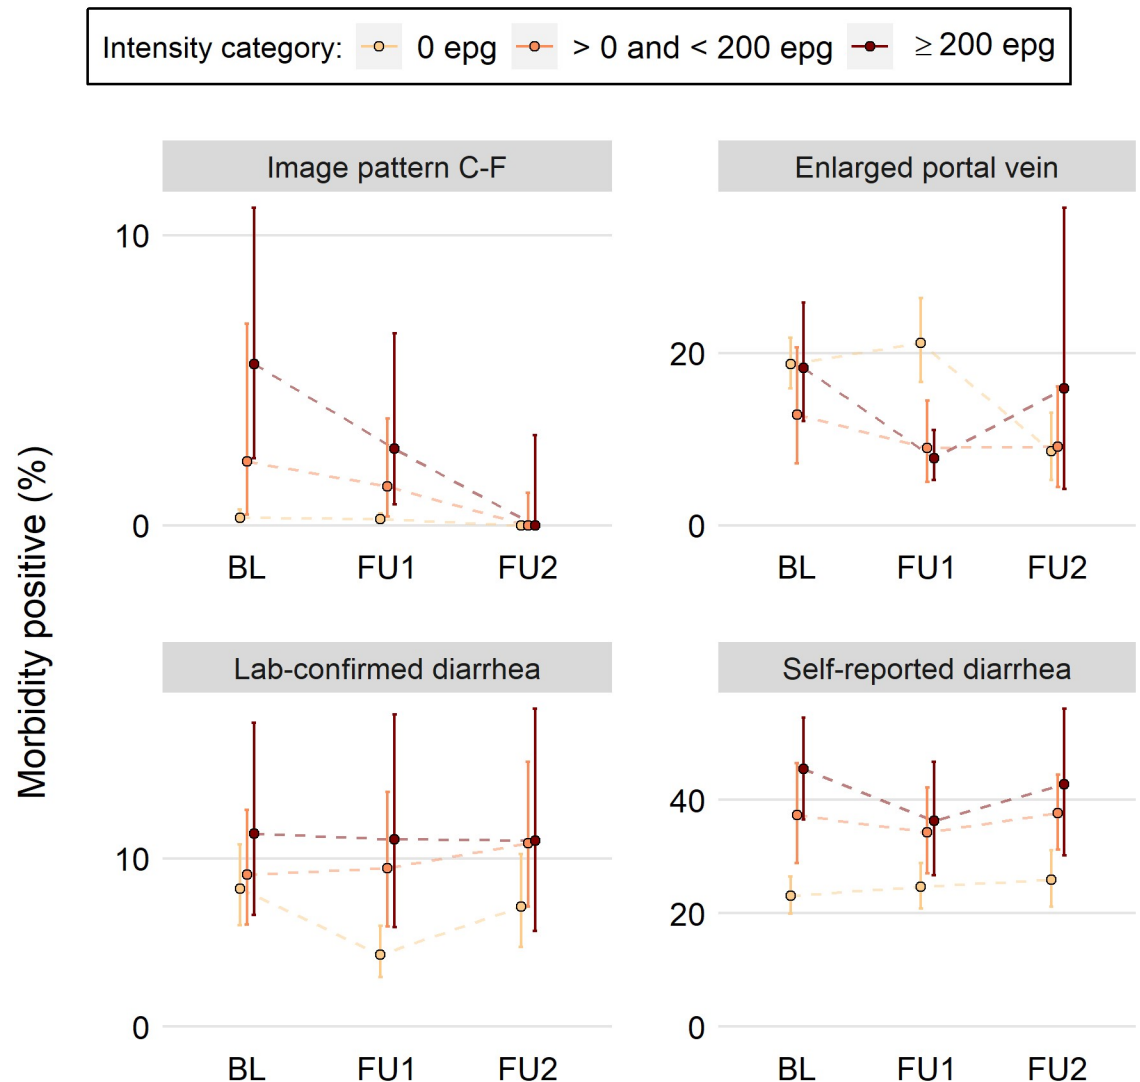 Intensity category: 0 epg > 0 and < 200 epg ≥ 200 epg
Image pattern C-F
Enlarged portal vein
10
0
BL FU1 FU2
20
0
BL FU1 FU2
Morbidity positive (%)
Lab-confirmed diarrhea
Self-reported diarrhea
10
0
BL FU1 FU2
40
20
0
BL FU1 FU2